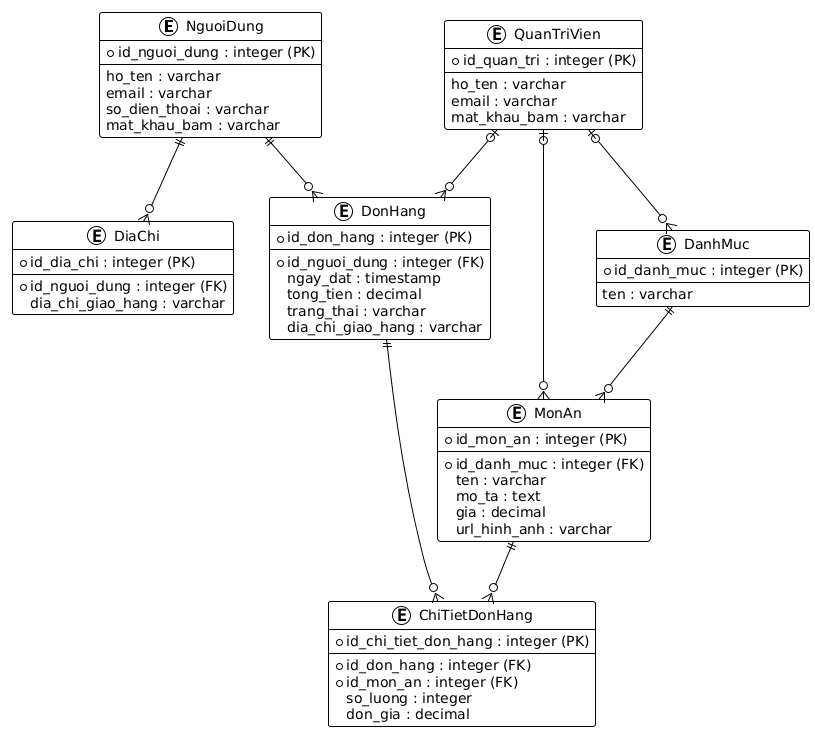 E NguoiDung
id_nguoi_dung : integer (PK)
ho_ten : varchar
email : varchar
so_dien_thoai : varchar
mat_khau_bam : varchar
E QuanTriVien
id_quan_tri : integer (PK)
ho_ten : varchar
email : varchar
mat_khau_bam : varchar
E DiaChi
id_dia_chi : integer (PK)
id_nguoi_dung : integer (FK)
dia_chi_giao_hang : varchar
E DonHang
id_don_hang : integer (PK)
id_nguoi_dung : integer (FK)
ngay_dat : timestamp
tong_tien : decimal
trang_thai : varchar
dia_chi_giao_hang : varchar
E DanhMuc
id_danh_muc : integer (PK)
ten : varchar
E MonAn
id_mon_an : integer (PK)
id_danh_muc : integer (FK)
ten : varchar
mo_ta : text
gia : decimal
url_hinh_anh : varchar
E ChiTietDonHang
id_chi_tiet_don_hang : integer (PK)
id_don_hang : integer (FK)
id_mon_an : integer (FK)
so_luong : integer
don_gia : decimal